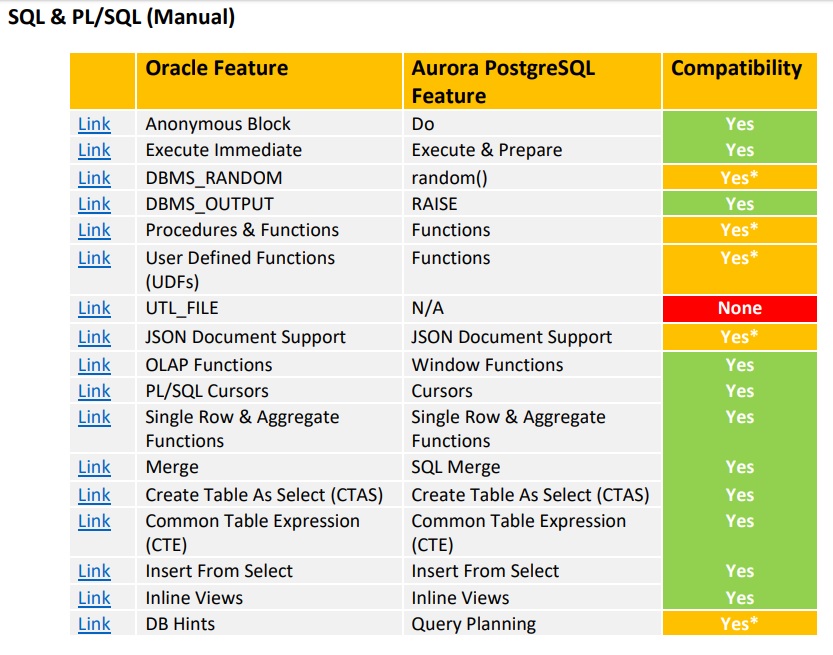 SQL & PL/SQL (Manual)
Oracle Feature Aurora PostgreSQL Feature Compatibility
Link Anonymous Block Do Yes
Link Execute Immediate Execute & Prepare Yes
Link DBMS_RANDOM random() Yes*
Link DBMS_OUTPUT RAISE Yes
Link Procedures & Functions Functions Yes*
Link User Defined Functions (UDFs) Functions Yes*
Link UTL_FILE N/A None
Link JSON Document Support JSON Document Support Yes*
Link OLAP Functions Window Functions Yes
Link PL/SQL Cursors Cursors Yes
Link Single Row & Aggregate Functions Single Row & Aggregate Functions Yes
Link Merge SQL Merge Yes
Link Create Table As Select (CTAS) Create Table As Select (CTAS) Yes
Link Common Table Expression (CTE) Common Table Expression (CTE) Yes
Link Insert From Select Insert From Select Yes
Link Inline Views Inline Views Yes
Link DB Hints Query Planning Yes*